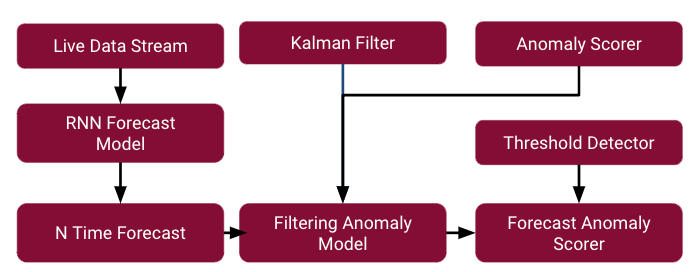 Live Data Stream
Kalman Filter
Anomaly Scorer
RNN Forecast
Model
Threshold Detector
N Time Forecast
Filtering Anomaly
Model
Forecast Anomaly
Scorer